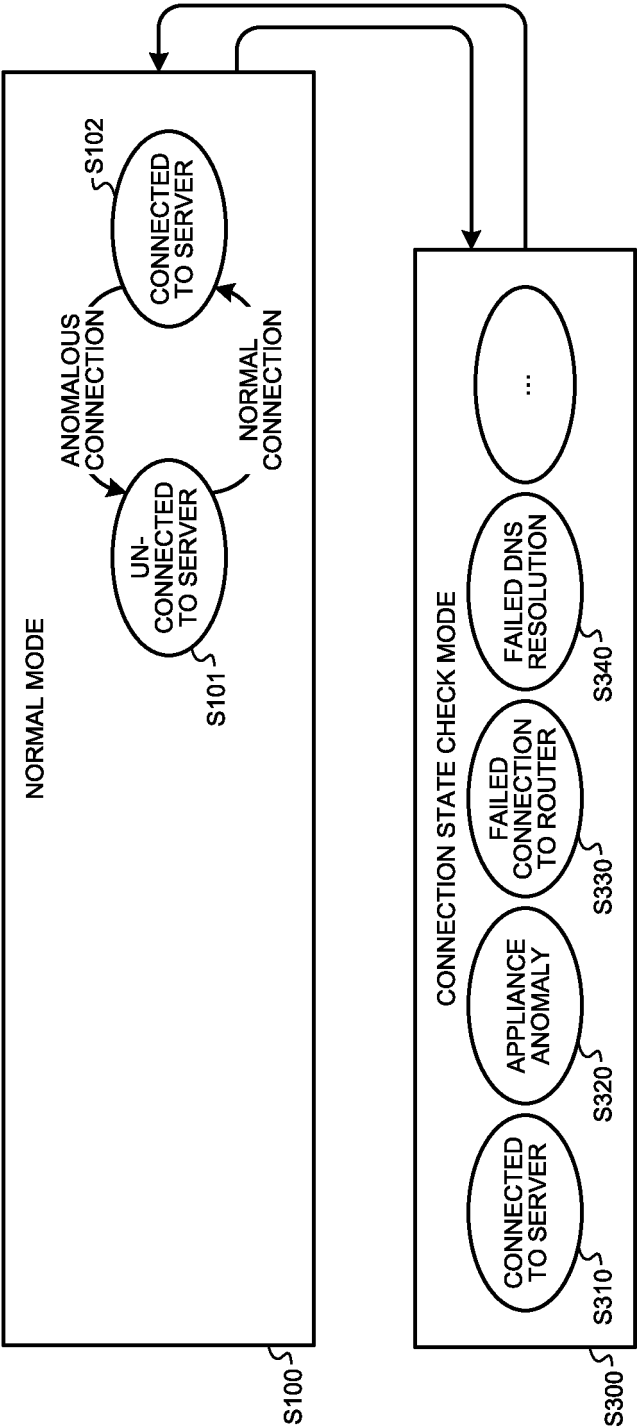 NORMAL MODE
UN-
CONNECTED
TO SERVER
S101
ANOMALOUS
CONNECTION
NORMAL
CONNECTION
CONNECTED
TO SERVER
S102
S100
CONNECTION STATE CHECK MODE
CONNECTED
TO SERVER
S310
APPLIANCE
ANOMALY
S320
FAILED
CONNECTION
TO ROUTER
S330
FAILED DNS
RESOLUTION
S340
...
S300